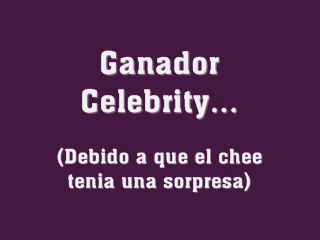 Ganador
Celebrity...
(Debido a que el chee
tenia una sorpresa)